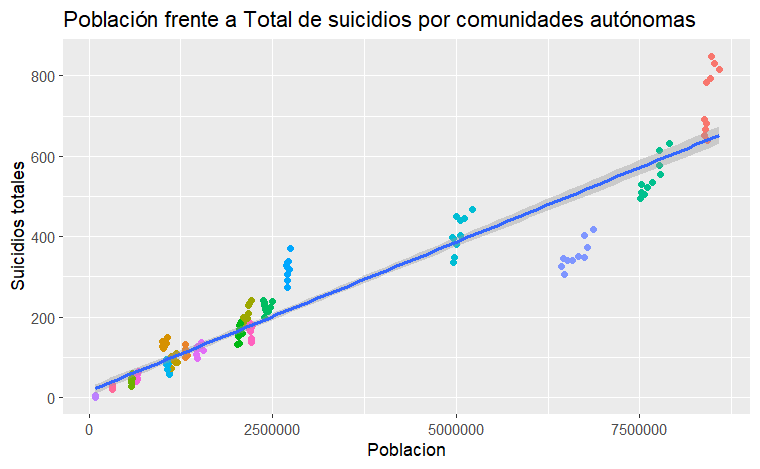 Población frente a Total de suicidios por comunidades autónomas
Suicidios totales
800
600
400
200
0
0 2500000 5000000 7500000
Poblacion